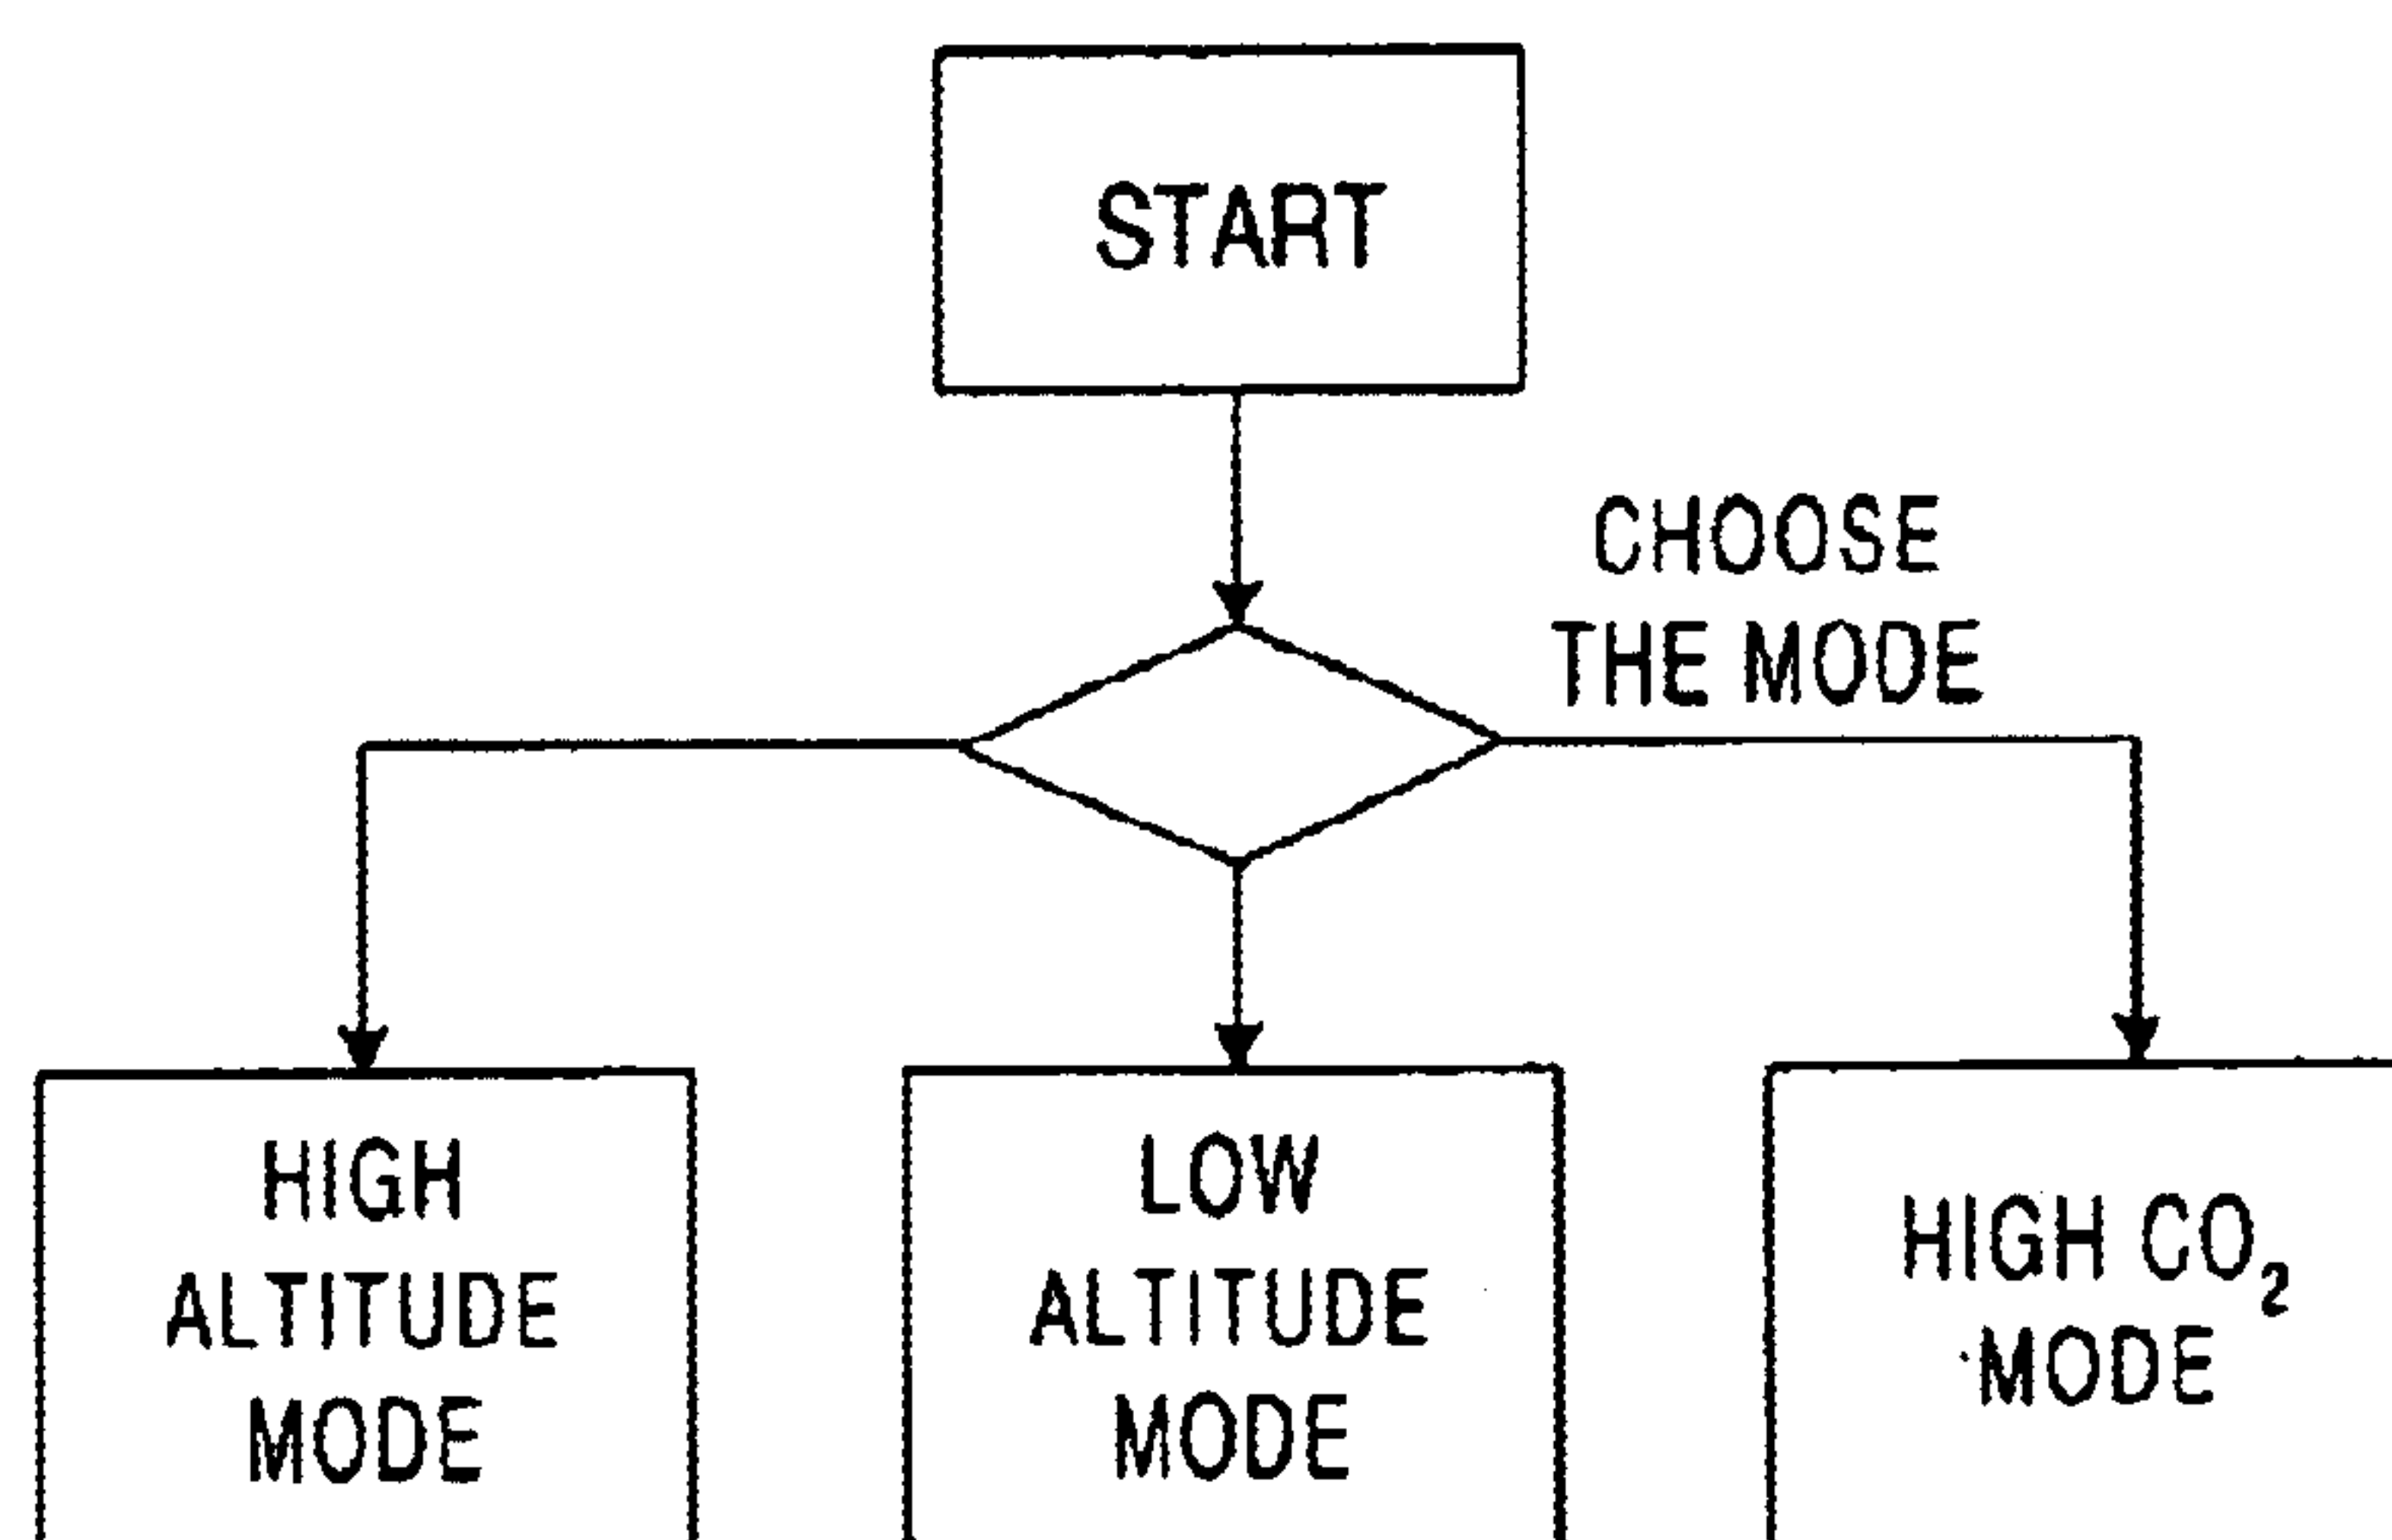 START
CHOOSE
THE MODE
HIGH
ALTITUDE
MODE
LOW
ALTITUDE
MODE
HIGH CO₂
MODE